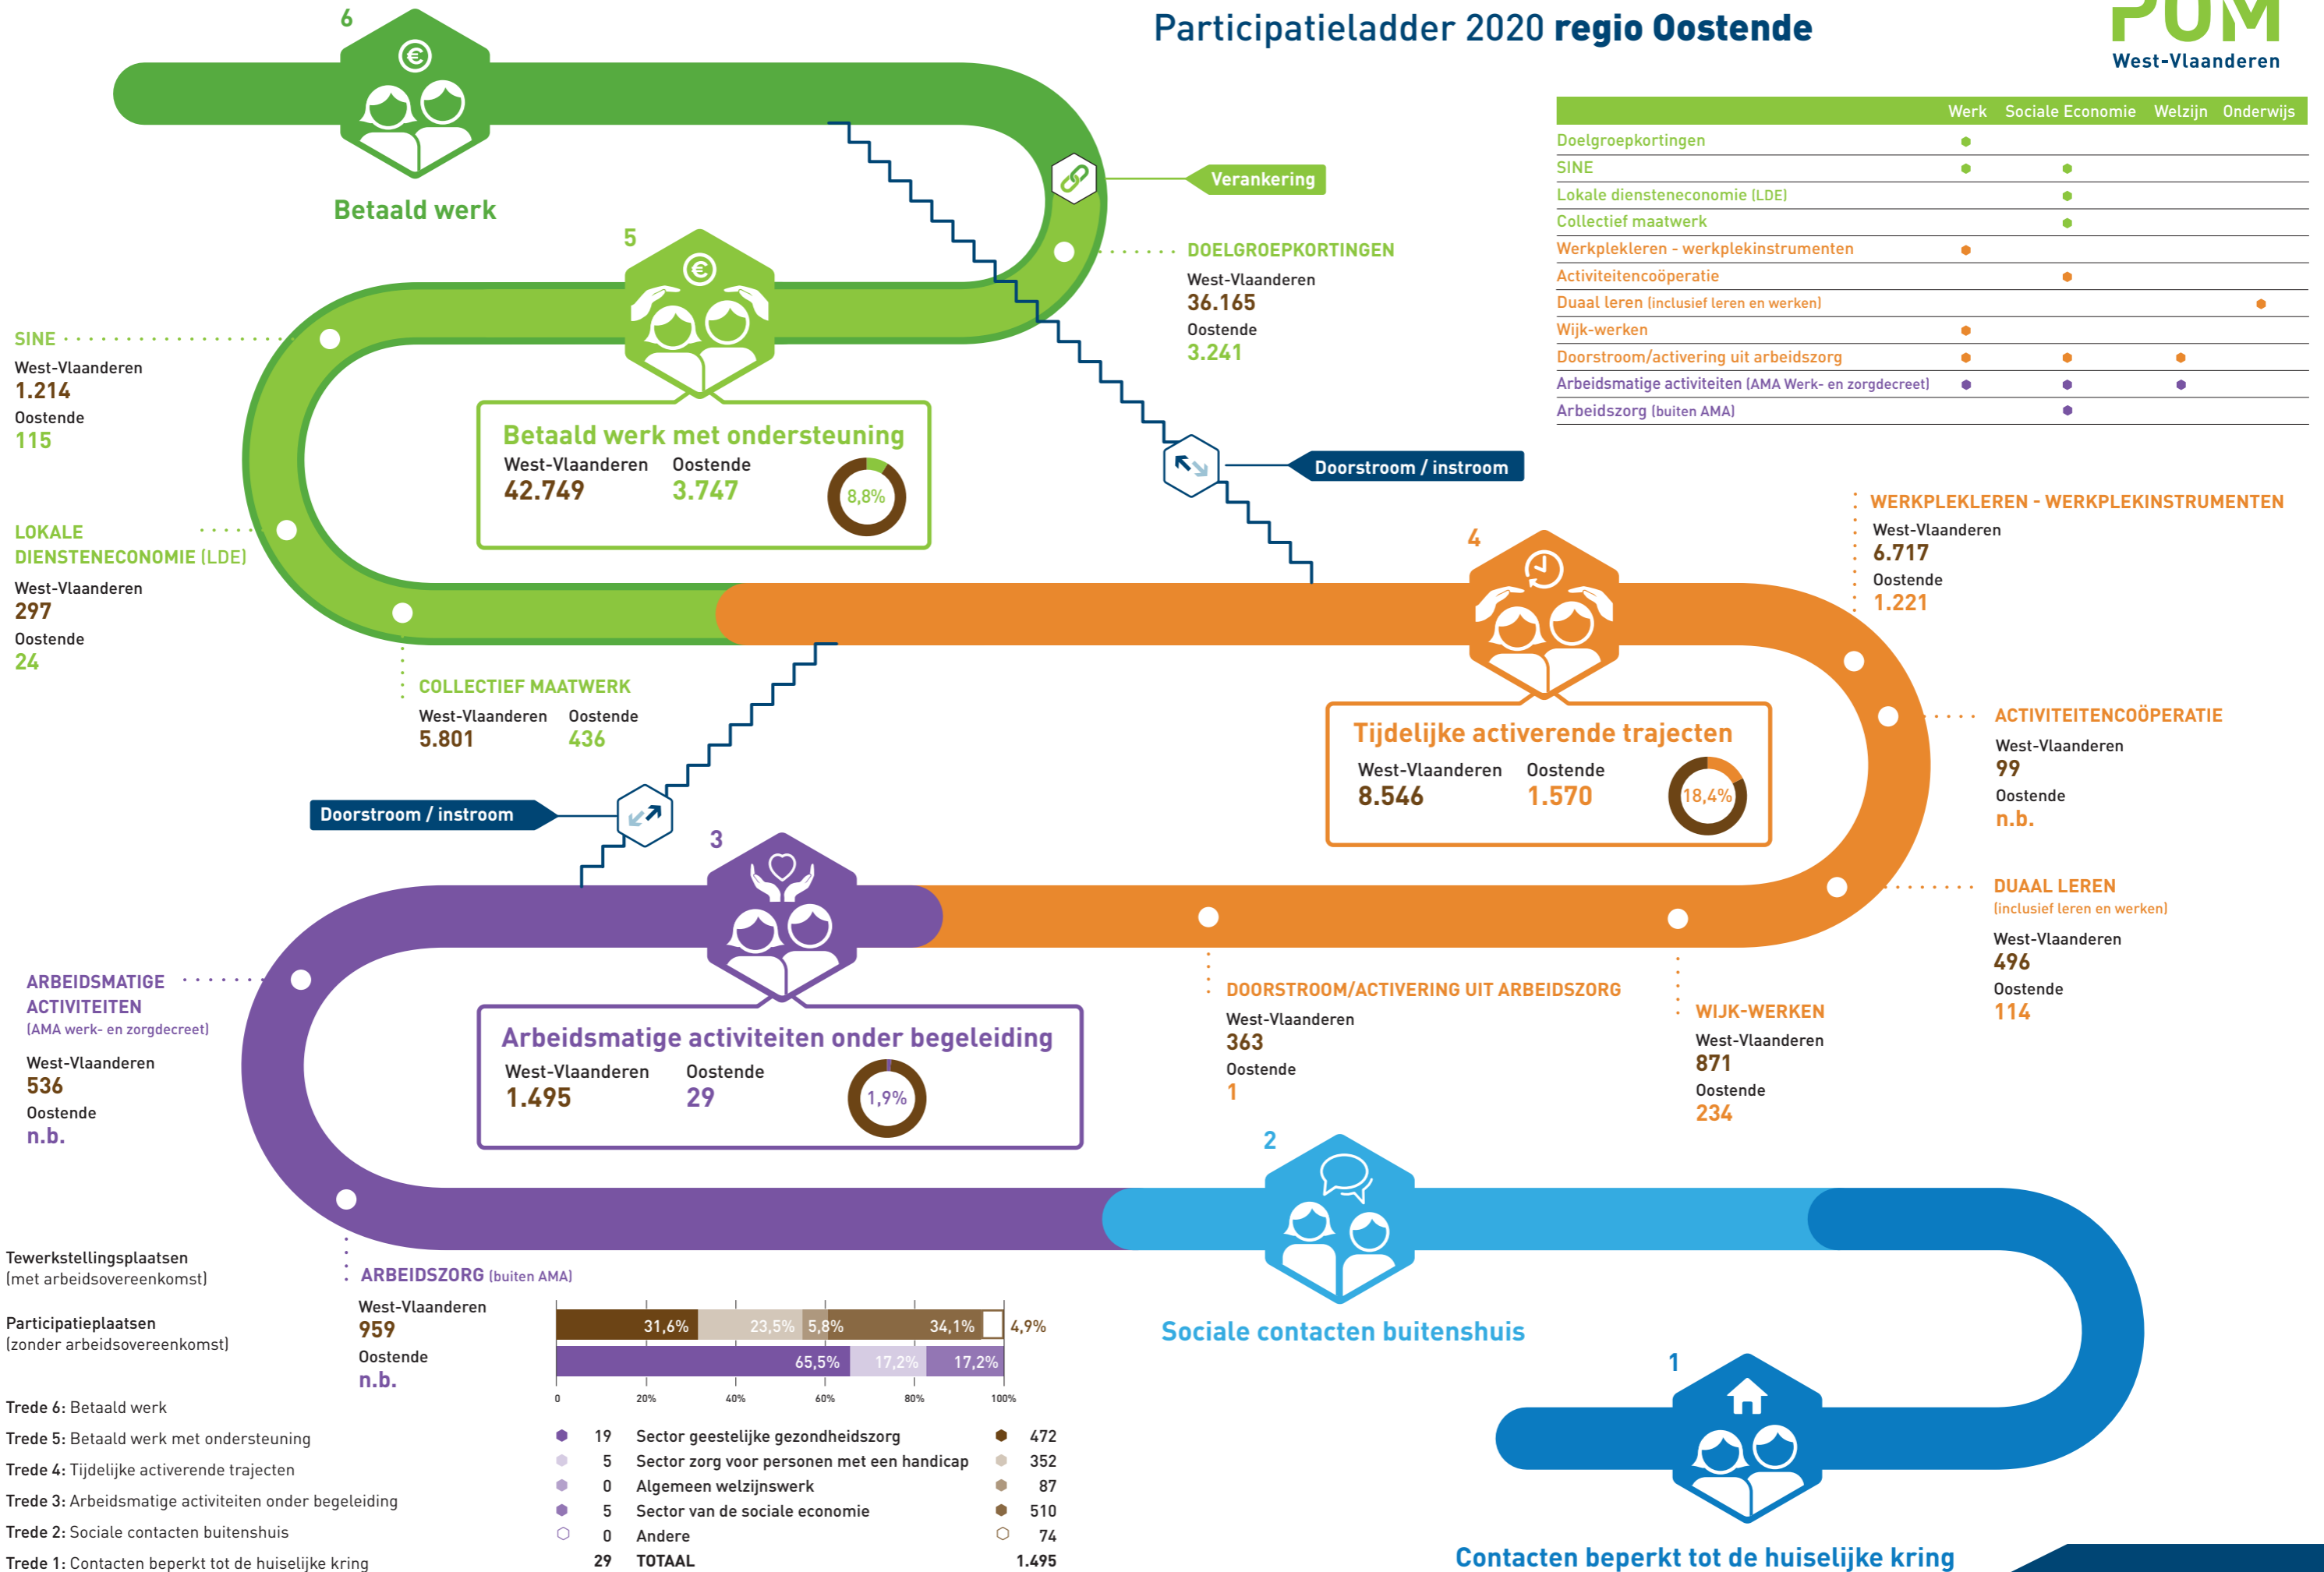 Participatieladder 2020 regio Oostende
POM
West-Vlaanderen
6
Betaald werk
Verankering
Werk Sociale Economie Welzijn Onderwijs
Doelgroepkortingen
SINE
Lokale diensteneconomie (LDE)
Collectief maatwerk
Werkplekleren - werkplekinstrumenten
Activiteitencoöperatie
Duaal leren (inclusief leren en werken)
Wijk-werken
Doorstroom/activering uit arbeidszorg
Arbeidsmatige activiteiten (AMA Werk- en zorgdecreet)
Arbeidszorg (buiten AMA)
DOELGROEPKORTINGEN
West-Vlaanderen
36.165
Oostende
3.241
5
Betaald werk met ondersteuning
West-Vlaanderen Oostende
42.749 3.747
8,8%
SINE
West-Vlaanderen
1.214
Oostende
115
LOKALE
DIENSTENECONOMIE (LDE)
West-Vlaanderen
297
Oostende
24
COLLECTIEF MAATWERK
West-Vlaanderen Oostende
5.801 436
Doorstroom / instroom
4
Tijdelijke activerende trajecten
West-Vlaanderen Oostende
8.546 1.570
18,4%
WERKPLEKLEREN - WERKPLEKINSTRUMENTEN
West-Vlaanderen
6.717
Oostende
1.221
ACTIVITEITENCOÖPERATIE
West-Vlaanderen
99
Oostende
n.b.
DUAAL LEREN
(inclusief leren en werken)
West-Vlaanderen
496
Oostende
114
WIJK-WERKEN
West-Vlaanderen
871
Oostende
234
DOORSTROOM/ACTIVERING UIT ARBEIDSZORG
West-Vlaanderen
363
Oostende
1
Doorstroom / instroom
3
Arbeidsmatige activiteiten onder begeleiding
West-Vlaanderen Oostende
1.495 29
1,9%
ARBEIDSMATIGE
ACTIVITEITEN
(AMA werk- en zorgdecreet)
West-Vlaanderen
536
Oostende
n.b.
ARBEIDSZORG (buiten AMA)
West-Vlaanderen
959
Oostende
n.b.
31,6% 23,5% 5,8% 34,1% 4,9%
65,5% 17,2% 17,2%
0 20% 40% 60% 80% 100%
19 Sector geestelijke gezondheidszorg 472
5 Sector zorg voor personen met een handicap 352
0 Algemeen welzijnswerk 87
5 Sector van de sociale economie 510
0 Andere 74
29 TOTAAL 1.495
2
Sociale contacten buitenshuis
1
Contacten beperkt tot de huiselijke kring
Tewerkstellingsplaatsen
(met arbeidsovereenkomst)
Participatieplaatsen
(zonder arbeidsovereenkomst)
Trede 6: Betaald werk
Trede 5: Betaald werk met ondersteuning
Trede 4: Tijdelijke activerende trajecten
Trede 3: Arbeidsmatige activiteiten onder begeleiding
Trede 2: Sociale contacten buitenshuis
Trede 1: Contacten beperkt tot de huiselijke kring